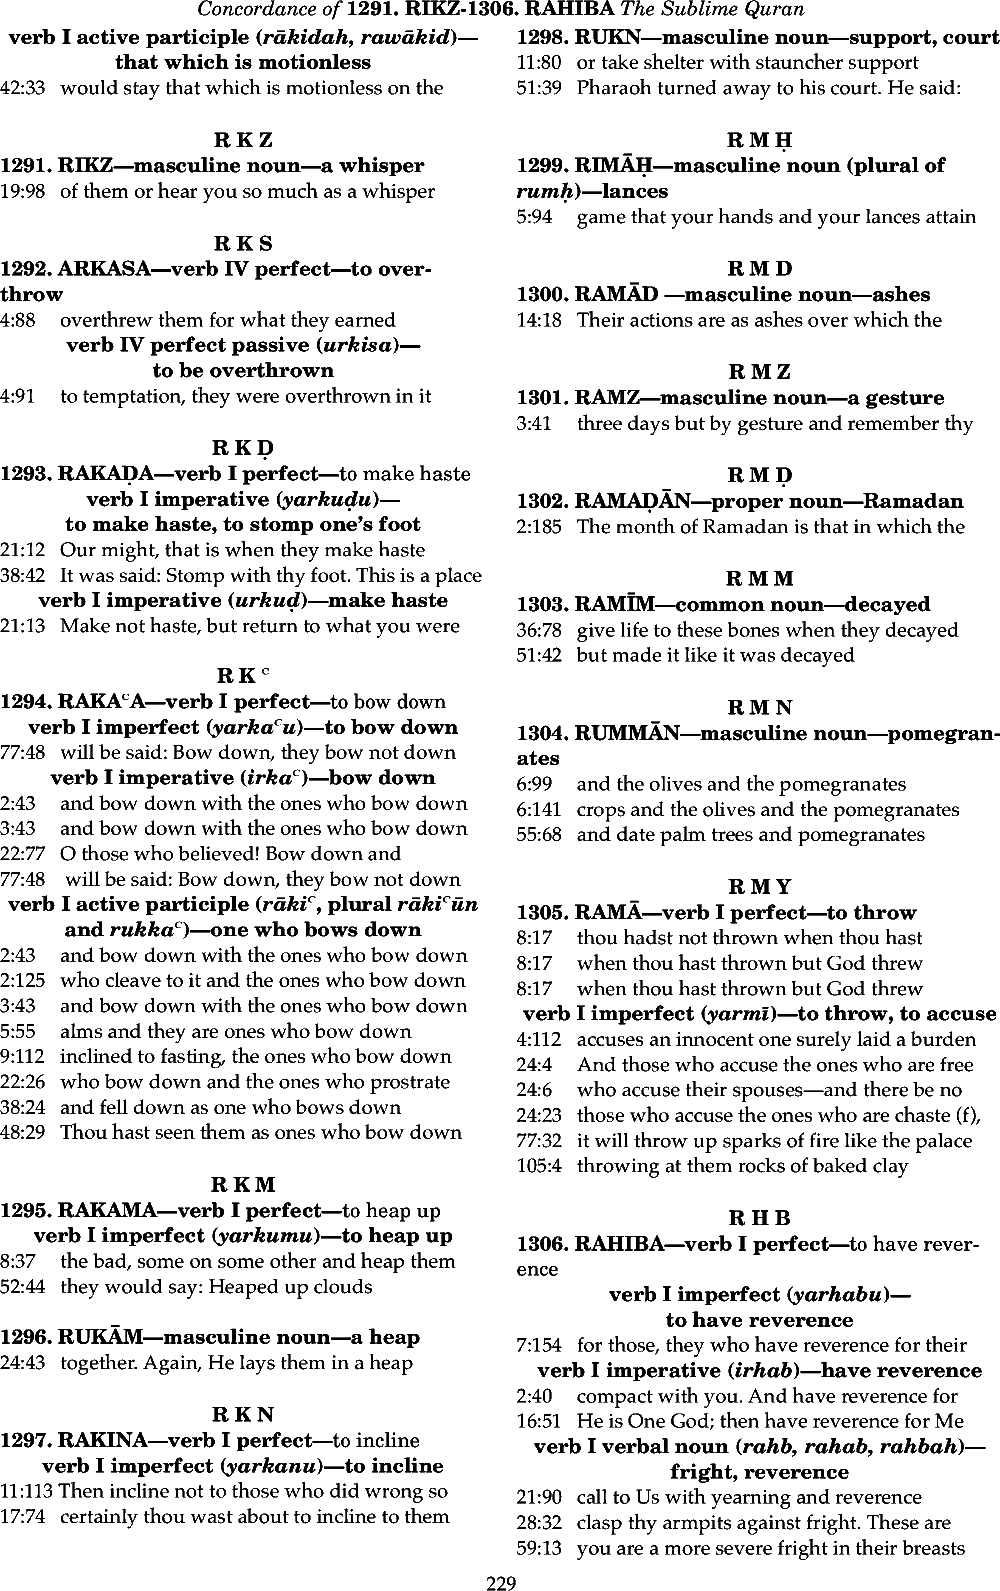 Concordance of 1291. RIKZ-1306. RAHIBA The Sublime Quran
verb I active participle (rākidah, rawākid)—
that which is motionless
42:33 would stay that which is motionless on the
R K Z
1291. RIKZ—masculine noun—a whisper
19:98 of them or hear you so much as a whisper
R K S
1292. ARKASA—verb IV perfect—to over-
throw
4:88 overthrew them for what they earned
verb IV perfect passive (urkisa)—
to be overthrown
4:91 to temptation, they were overthrown in it
R K Ḍ
1293. RAKAḌA—verb I perfect—to make haste
verb I imperative (yarkuḍu)—
to make haste, to stomp one's foot
21:12 Our might, that is when they make haste
38:42 It was said: Stomp with thy foot. This is a place
verb I imperative (urkuḍ)—make haste
21:13 Make not haste, but return to what you were
R K ᶜ
1294. RAKAᶜA—verb I perfect—to bow down
verb I imperfect (yarkaᶜu)—to bow down
77:48 will be said: Bow down, they bow not down
verb I imperative (irkaᶜ)—bow down
2:43 and bow down with the ones who bow down
3:43 and bow down with the ones who bow down
22:77 O those who believed! Bow down and
77:48 will be said: Bow down, they bow not down
verb I active participle (rākiᶜ, plural rākiᶜūn
and rukkaᶜ)—one who bows down
2:43 and bow down with the ones who bow down
2:125 who cleave to it and the ones who bow down
3:43 and bow down with the ones who bow down
5:55 alms and they are ones who bow down
9:112 inclined to fasting, the ones who bow down
22:26 who bow down and the ones who prostrate
38:24 and fell down as one who bows down
48:29 Thou hast seen them as ones who bow down
R K M
1295. RAKAMA—verb I perfect—to heap up
verb I imperfect (yarkumu)—to heap up
8:37 the bad, some on some other and heap them
52:44 they would say: Heaped up clouds
1296. RUKĀM—masculine noun—a heap
24:43 together. Again, He lays them in a heap
R K N
1297. RAKINA—verb I perfect—to incline
verb I imperfect (yarkanu)—to incline
11:113 Then incline not to those who did wrong so
17:74 certainly thou wast about to incline to them
1298. RUKN—masculine noun—support, court
11:80 or take shelter with stauncher support
51:39 Pharaoh turned away to his court. He said:
R M Ḥ
1299. RIMĀḤ—masculine noun (plural of
rumḥ)—lances
5:94 game that your hands and your lances attain
R M D
1300. RAMĀD —masculine noun—ashes
14:18 Their actions are as ashes over which the
R M Z
1301. RAMZ—masculine noun—a gesture
3:41 three days but by gesture and remember thy
R M Ḍ
1302. RAMAḌĀN—proper noun—Ramadan
2:185 The month of Ramadan is that in which the
R M M
1303. RAMĪM—common noun—decayed
36:78 give life to these bones when they decayed
51:42 but made it like it was decayed
R M N
1304. RUMMĀN—masculine noun—pomegran-
ates
6:99 and the olives and the pomegranates
6:141 crops and the olives and the pomegranates
55:68 and date palm trees and pomegranates
R M Y
1305. RAMĀ—verb I perfect—to throw
8:17 thou hadst not thrown when thou hast
8:17 when thou hast thrown but God threw
8:17 when thou hast thrown but God threw
verb I imperfect (yarmī)—to throw, to accuse
4:112 accuses an innocent one surely laid a burden
24:4 And those who accuse the ones who are free
24:6 who accuse their spouses—and there be no
24:23 those who accuse the ones who are chaste (f),
77:32 it will throw up sparks of fire like the palace
105:4 throwing at them rocks of baked clay
R H B
1306. RAHIBA—verb I perfect—to have rever-
ence
verb I imperfect (yarhabu)—
to have reverence
7:154 for those, they who have reverence for their
verb I imperative (irhab)—have reverence
2:40 compact with you. And have reverence for
16:51 He is One God; then have reverence for Me
verb I verbal noun (rahb, rahab, rahbah)—
fright, reverence
21:90 call to Us with yearning and reverence
28:32 clasp thy armpits against fright. These are
59:13 you are a more severe fright in their breasts
229